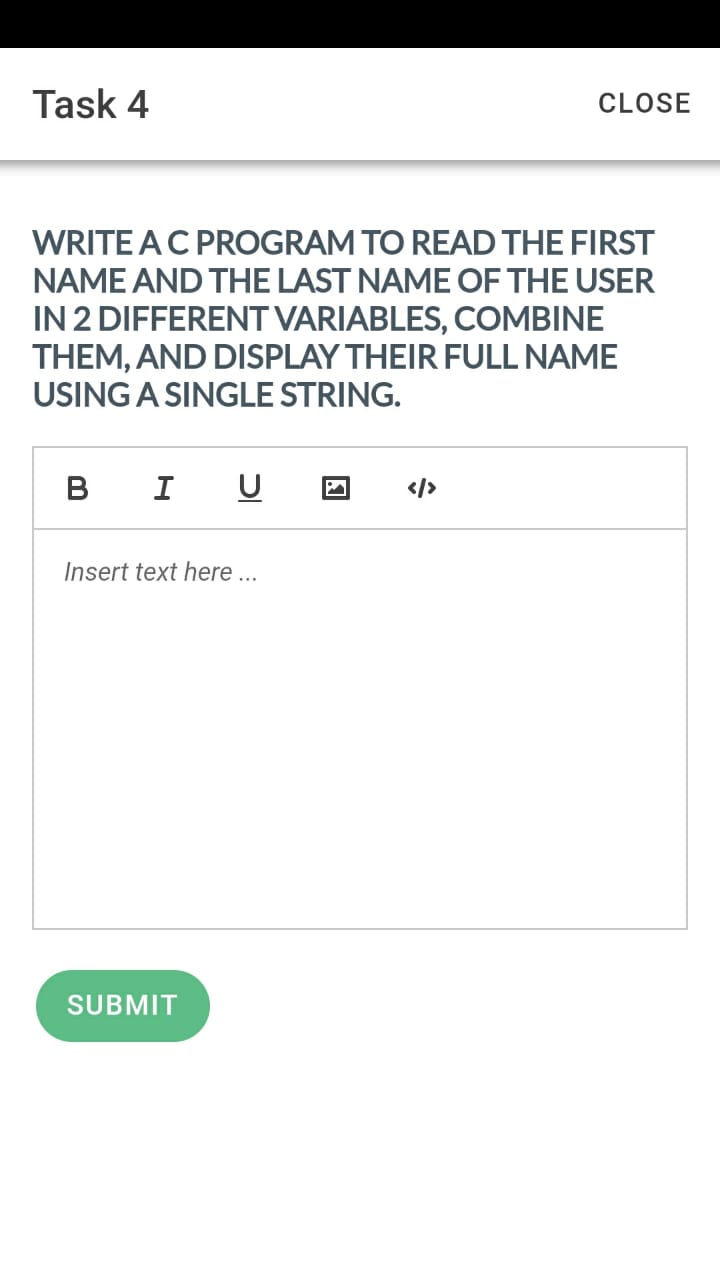 Task 4
CLOSE
WRITE A C PROGRAM TO READ THE FIRST
NAME AND THE LAST NAME OF THE USER
IN 2 DIFFERENT VARIABLES, COMBINE
THEM, AND DISPLAY THEIR FULL NAME
USING A SINGLE STRING.
B I U </>
Insert text here ...
SUBMIT